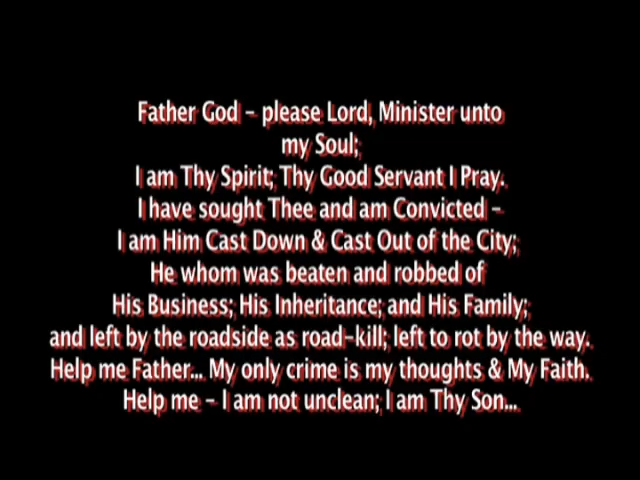 Father God - please Lord, Minister unto
my Soul;
I am Thy Spirit; Thy Good Servant I Pray.
I have sought Thee and am Convicted -
I am Him Cast Down & Cast Out of the City;
He whom was beaten and robbed of
His Business; His Inheritance; and His Family;
and left by the roadside as road-kill; left to rot by the way.
Help me Father... My only crime is my thoughts & My Faith.
Help me - I am not unclean; I am Thy Son...